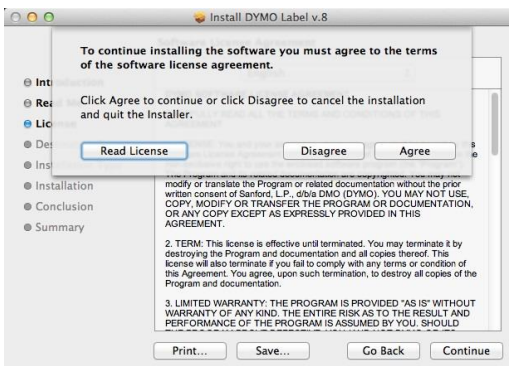 Install DYMO Label v.8
To continue installing the software you must agree to the terms
of the software license agreement.
Click Agree to continue or click Disagree to cancel the installation
and quit the Installer.
Read License
Disagree
Agree
Int
Rea
Lic
Des
Inst
Installation
Conclusion
Summary
modify or translate the Program or related documentation without the prior
written consent of Sanford, L.P., d/b/a DMO (DYMO). YOU MAY NOT USE,
COPY, MODIFY OR TRANSFER THE PROGRAM OR DOCUMENTATION,
OR ANY COPY EXCEPT AS EXPRESSLY PROVIDED IN THIS
AGREEMENT.
2. TERM: This license is effective until terminated. You may terminate it by
destroying the Program and documentation and all copies thereof. This
license will also terminate if you fail to comply with any terms or condition of
this Agreement. You agree, upon such termination, to destroy all copies of the
Program and documentation.
3. LIMITED WARRANTY: THE PROGRAM IS PROVIDED "AS IS" WITHOUT
WARRANTY OF ANY KIND. THE ENTIRE RISK AS TO THE RESULT AND
PERFORMANCE OF THE PROGRAM IS ASSUMED BY YOU. SHOULD
Print...
Save...
Go Back
Continue